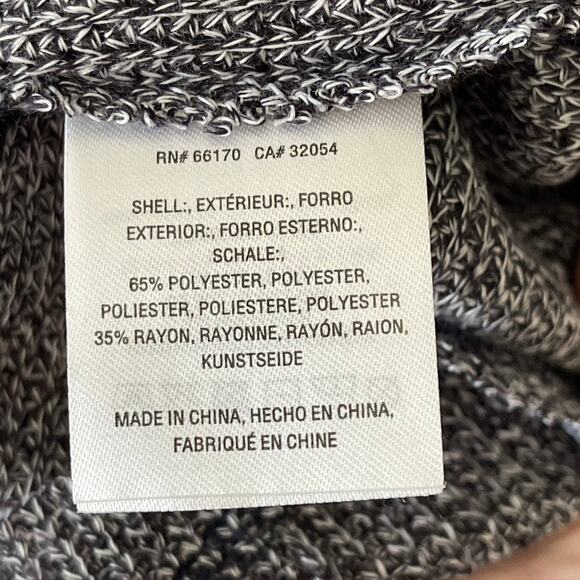 RN# 66170 CA# 32054
SHELL:, EXTÉRIEUR:, FORRO
EXTERIOR:, FORRO ESTERNO:,
SCHALE:,
65% POLYESTER, POLYESTER,
POLIESTER, POLIESTERE, POLYESTER
35% RAYON, RAYONNE, RAYÓN, RAION,
KUNSTSEIDE
MADE IN CHINA, HECHO EN CHINA,
FABRIQUÉ EN CHINE